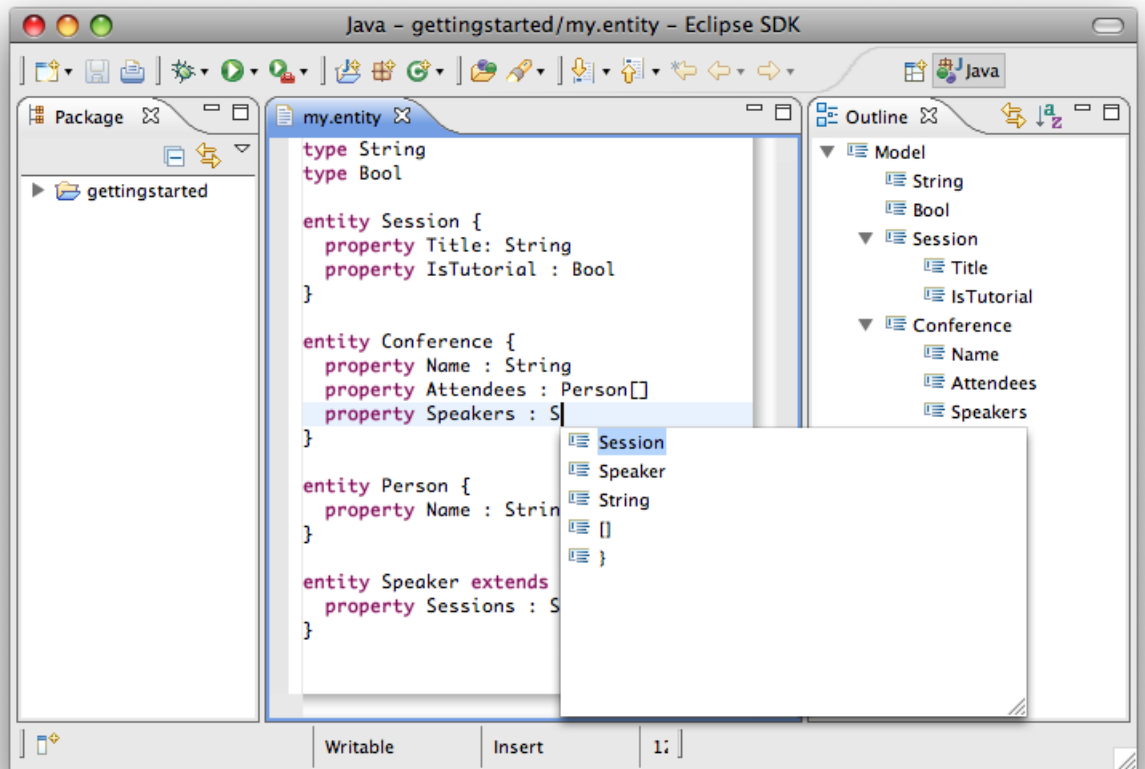 Java – gettingstarted/my.entity – Eclipse SDK
Java
Package
gettingstarted
my.entity
type String
type Bool
entity Session {
property Title: String
property IsTutorial : Bool
}
entity Conference {
property Name : String
property Attendees : Person[]
property Speakers : S
}
entity Person {
property Name : Strin
}
entity Speaker extends
property Sessions : S
}
Session
Speaker
String
[]
}
Outline
Model
String
Bool
Session
Title
IsTutorial
Conference
Name
Attendees
Speakers
Writable
Insert